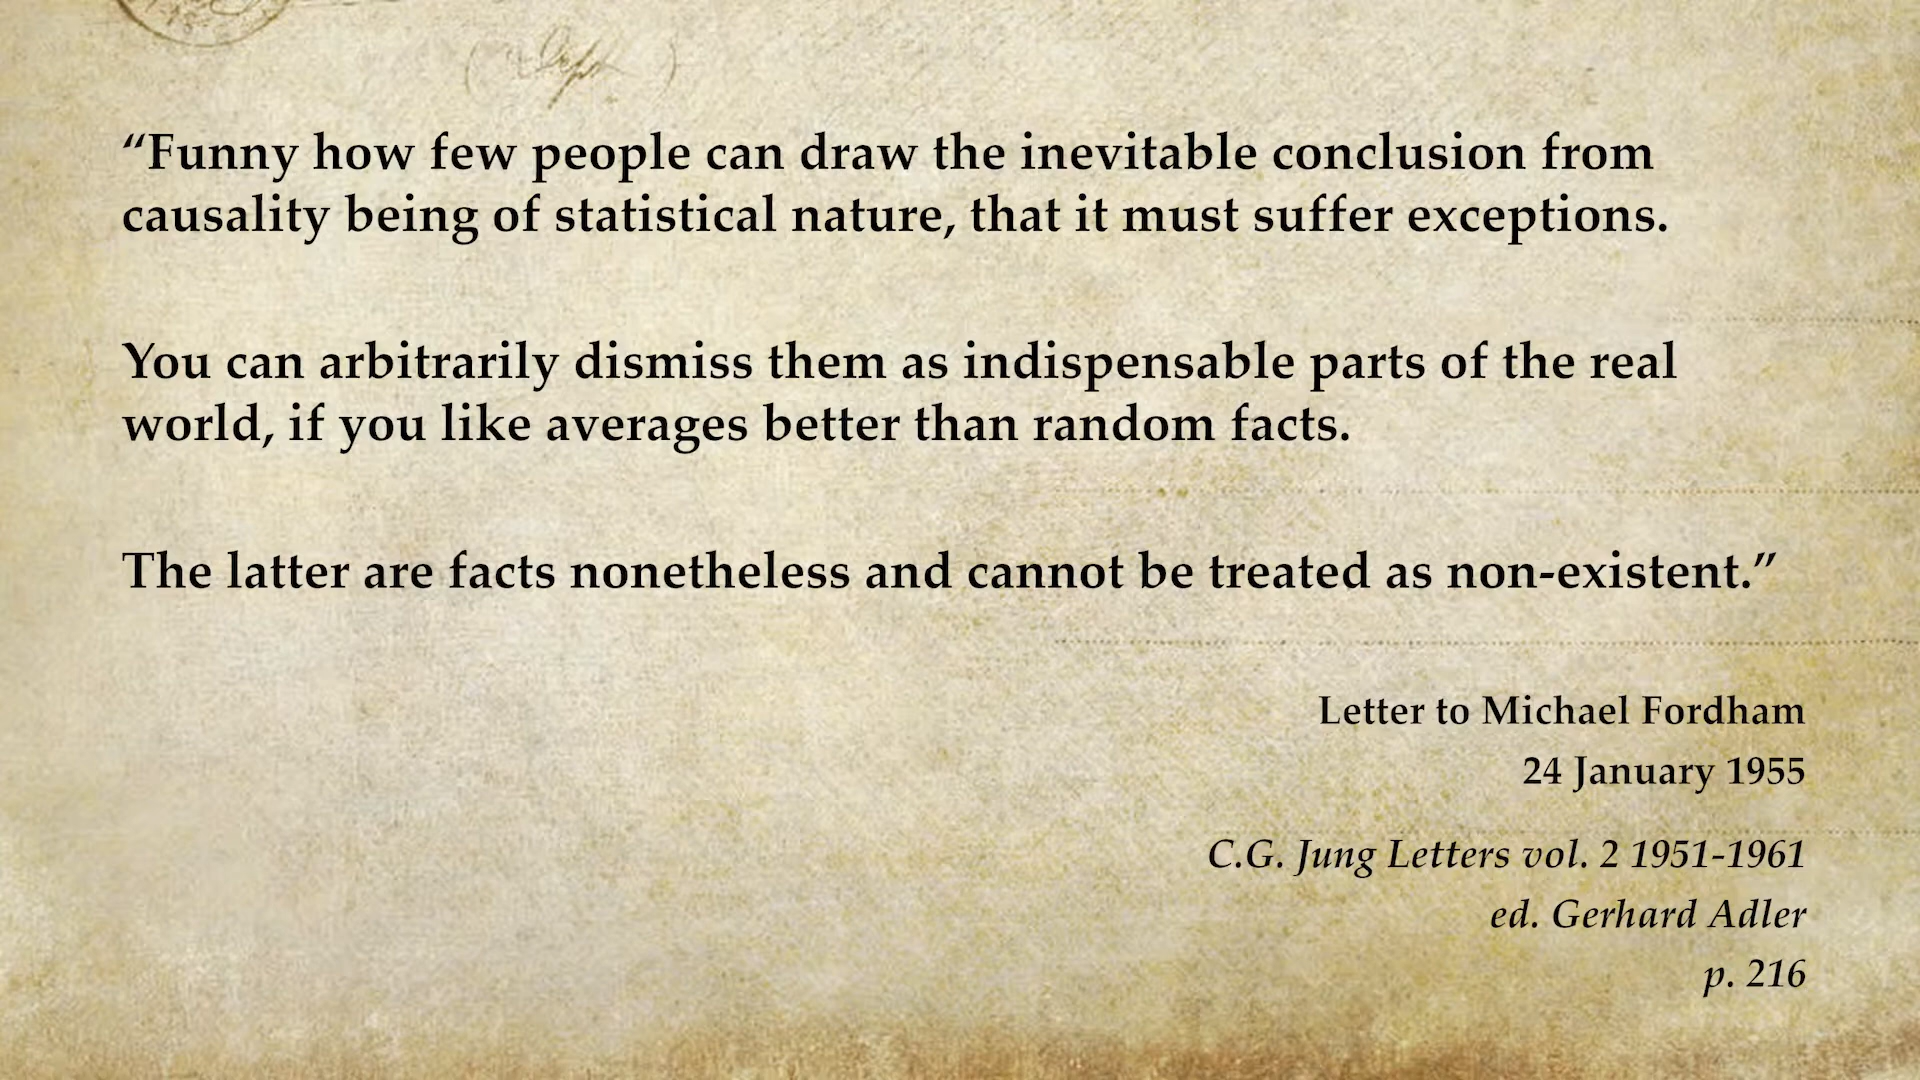 “Funny how few people can draw the inevitable conclusion from
causality being of statistical nature, that it must suffer exceptions.
You can arbitrarily dismiss them as indispensable parts of the real
world, if you like averages better than random facts.
The latter are facts nonetheless and cannot be treated as non-existent.”
Letter to Michael Fordham
24 January 1955
C.G. Jung Letters vol. 2 1951-1961
ed. Gerhard Adler
p. 216